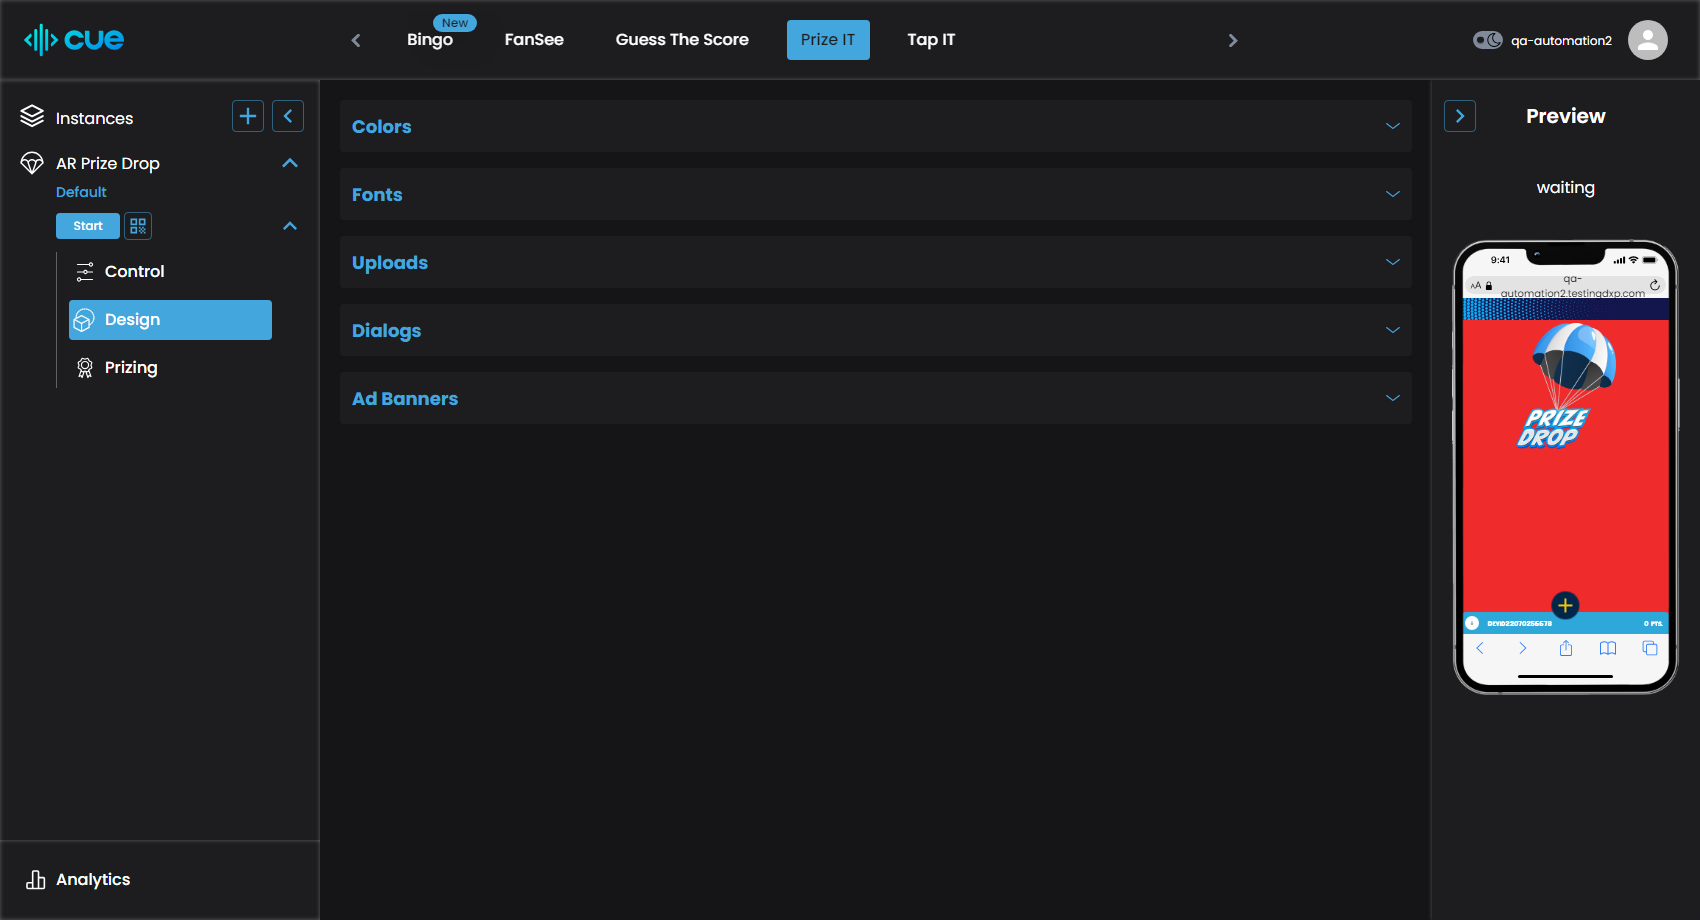 cue
New
Bingo
FanSee
Guess The Score
Prize IT
Tap IT
qa-automation2
Instances
AR Prize Drop
Default
Start
Control
Design
Prizing
Analytics
Colors
Fonts
Uploads
Dialogs
Ad Banners
Preview
waiting
9:41
AA
qa-
automation2.testingdxp.com
PRIZE
DROP
0 PTS.